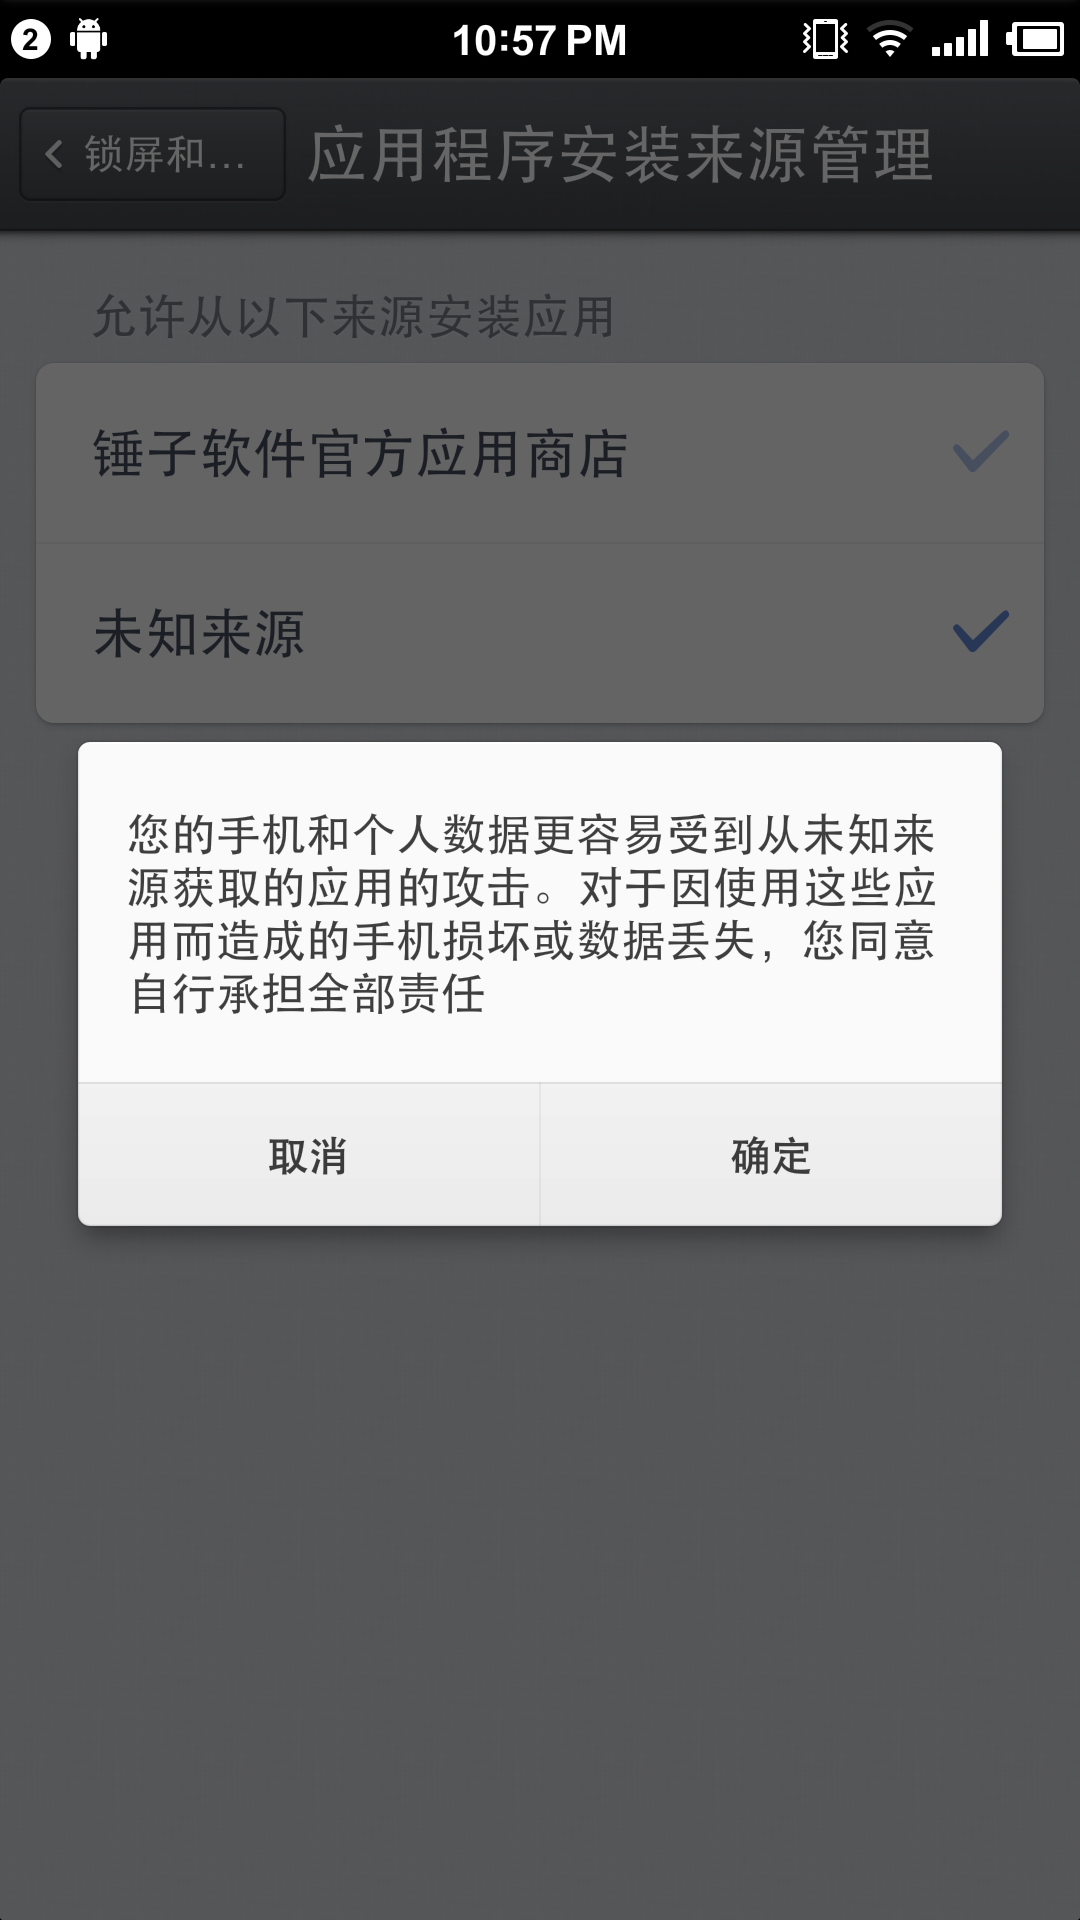 2
10:57 PM
锁屏和...
应用程序安装来源管理
允许从以下来源安装应用
锤子软件官方应用商店
未知来源
您的手机和个人数据更容易受到从未知来
源获取的应用的攻击。对于因使用这些应
用而造成的手机损坏或数据丢失，您同意
自行承担全部责任
取消
确定